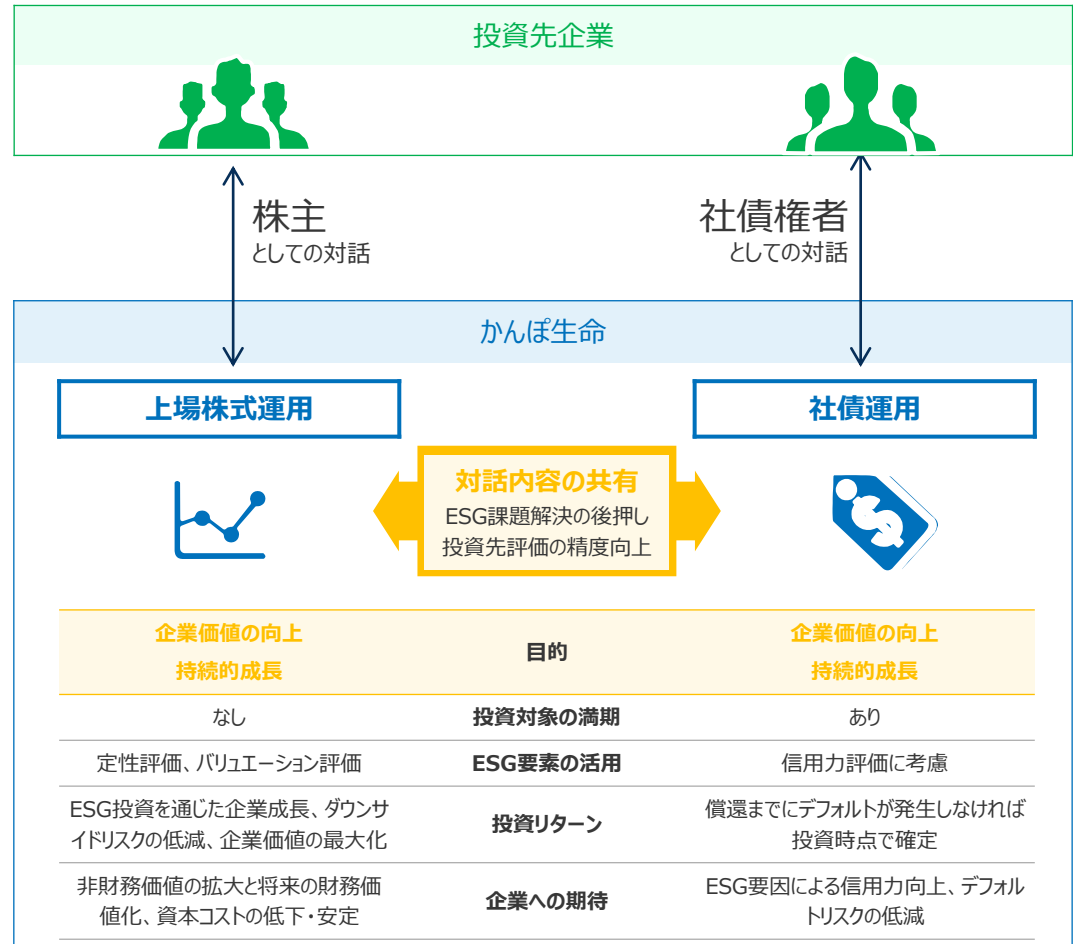 投資先企業
株主
としての対話
社債権者
としての対話
かんぽ生命
上場株式運用
社債運用
対話内容の共有
ESG課題解決の後押し
投資先評価の精度向上
企業価値の向上
持続的成長
目的
企業価値の向上
持続的成長
なし
投資対象の満期
あり
定性評価、バリュエーション評価
ESG要素の活用
信用力評価に考慮
ESG投資を通じた企業成長、ダウンサ
イドリスクの低減、企業価値の最大化
投資リターン
償還までにデフォルトが発生しなければ
投資時点で確定
非財務価値の拡大と将来の財務価
値化、資本コストの低下・安定
企業への期待
ESG要因による信用力向上、デフォル
トリスクの低減